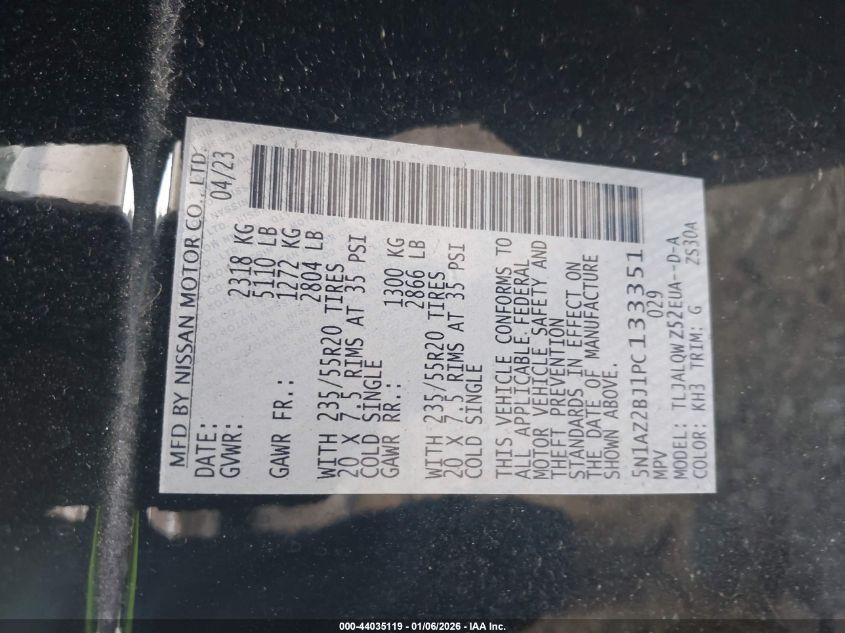 MFD BY NISSAN MOTOR CO., LTD
DATE: 04/23
GVWR: 2318 KG
5110 LB
GAWR FR.: 1272 KG
2804 LB
WITH 235/55R20 TIRES
20 X 7.5 RIMS AT 35 PSI
COLD SINGLE
GAWR RR.: 1300 KG
2866 LB
WITH 235/55R20 TIRES
20 X 7.5 RIMS AT 35 PSI
COLD SINGLE
THIS VEHICLE CONFORMS TO
ALL APPLICABLE FEDERAL
MOTOR VEHICLE SAFETY AND
THEFT PREVENTION
STANDARDS IN EFFECT ON
THE DATE OF MANUFACTURE
SHOWN ABOVE.
5N1AZ2B31PC133351
MPV 029
MODEL: TL3ALQW Z52EUA--D-A
COLOR: KH3 TRIM: G ZS30A
000-44035119 - 01/06/2026 - IAA Inc.